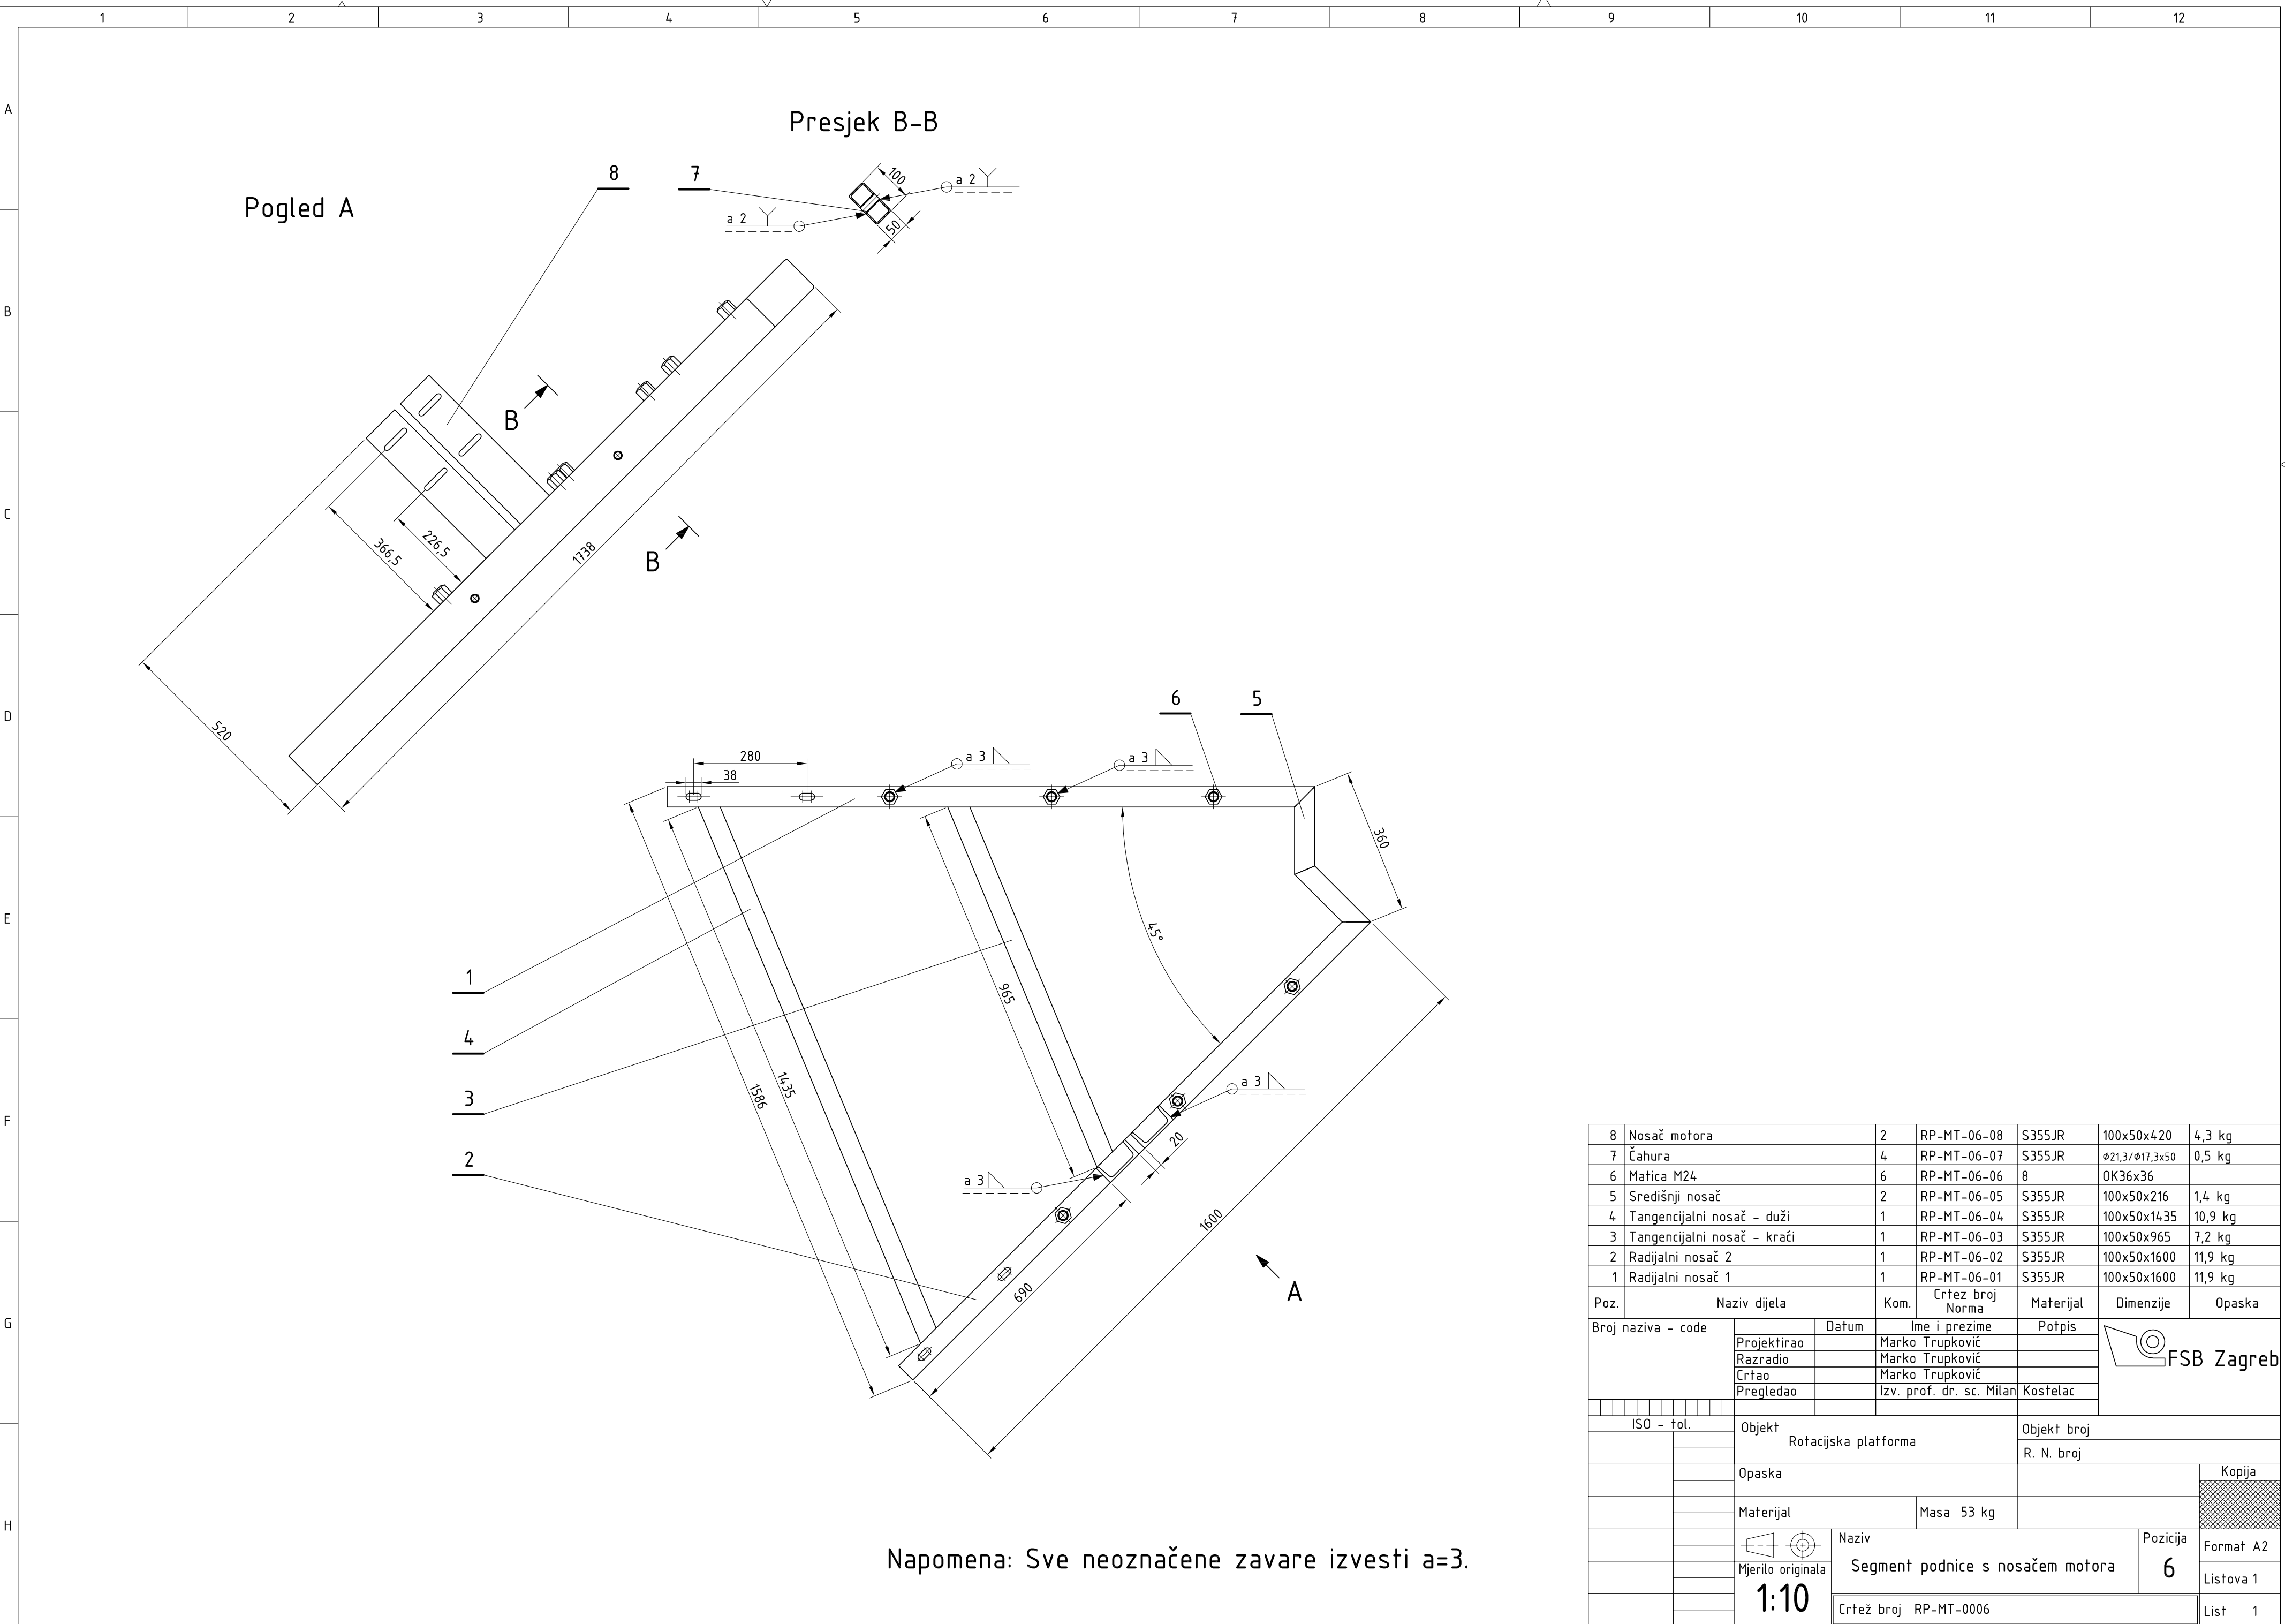 1 2 3 4 5 6 7 8 9 10 11 12
A
B
C
D
E
F
G
H
Presjek B-B
Pogled A
8
7
100
a 2
a 2
50
B
B
366,5
226,5
1738
520
6
5
280
38
a 3
a 3
360
45°
1
4
3
2
965
1435
1586
a 3
20
a 3
690
1600
A
Napomena: Sve neoznačene zavare izvesti a=3.
8 Nosač motora 2 RP-MT-06-08 S355JR 100x50x420 4,3 kg
7 Čahura 4 RP-MT-06-07 S355JR Ø21,3/Ø17,3x50 0,5 kg
6 Matica M24 6 RP-MT-06-06 8 OK36x36
5 Središnji nosač 2 RP-MT-06-05 S355JR 100x50x216 1,4 kg
4 Tangencijalni nosač - duži 1 RP-MT-06-04 S355JR 100x50x1435 10,9 kg
3 Tangencijalni nosač - kraći 1 RP-MT-06-03 S355JR 100x50x965 7,2 kg
2 Radijalni nosač 2 1 RP-MT-06-02 S355JR 100x50x1600 11,9 kg
1 Radijalni nosač 1 1 RP-MT-06-01 S355JR 100x50x1600 11,9 kg
Poz. Naziv dijela Kom. Crtez broj Norma Materijal Dimenzije Opaska
Broj naziva - code
Datum Ime i prezime Potpis
Projektirao Marko Trupković
Razradio Marko Trupković
Crtao Marko Trupković
Pregledao Izv. prof. dr. sc. Milan Kostelac
FSB Zagreb
ISO - tol.
Objekt
Rotacijska platforma
Objekt broj
R. N. broj
Opaska
Kopija
Materijal
Masa 53 kg
Naziv
Segment podnice s nosačem motora
Pozicija
6
Format A2
Mjerilo originala
1:10
Listova 1
Crtež broj RP-MT-0006
List 1